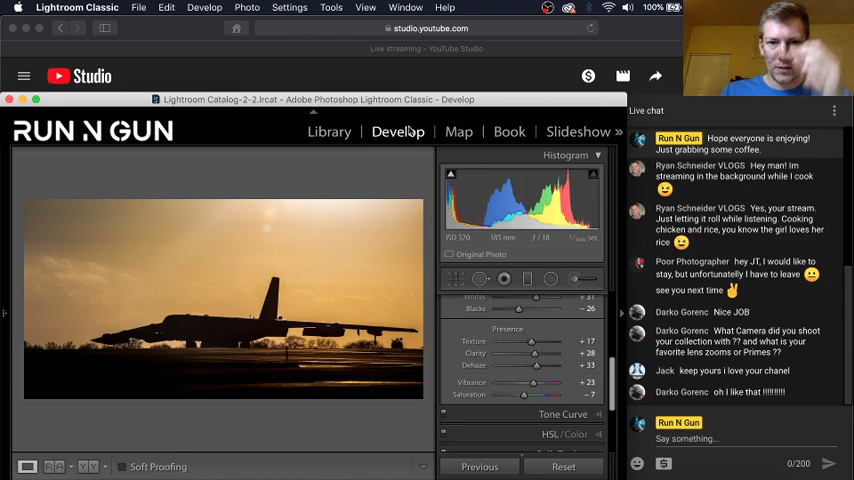 Lightroom Classic File Edit Develop Photo Settings Tools View Window Help 100%
studio.youtube.com
Live streaming - YouTube Studio
Studio
Lightroom Catalog-2-2.lrcat - Adobe Photoshop Lightroom Classic - Develop
RUN N GUN
Library | Develop | Map | Book | Slideshow »
Histogram
ISO 320 185 mm ƒ / 18 sec
Original Photo
Whites + 31
Blacks - 26
Presence
Texture + 17
Clarity + 28
Dehaze + 33
Vibrance + 23
Saturation - 7
Tone Curve
HSL / Color
Previous Reset
Soft Proofing
Live chat
Run N Gun Hope everyone is enjoying!
Just grabbing some coffee.
Ryan Schneider VLOGS Hey man! Im
streaming in the background while I cook
😉
Ryan Schneider VLOGS Yes, your stream.
Just letting it roll while listening. Cooking
chicken and rice, you know the girl loves her
rice 😉
Poor Photographer hey JT, I would like to
stay, but unfortunatelly I have to leave 😐
see you next time ✌
Darko Gorenc Nice JOB
Darko Gorenc What Camera did you shoot
your collection with ?? and what is your
favorite lens zooms or Primes ??
Jack keep yours i love your chanel
Darko Gorenc oh I like that !!!!!!!!!!
Run N Gun
Say something...
0/200